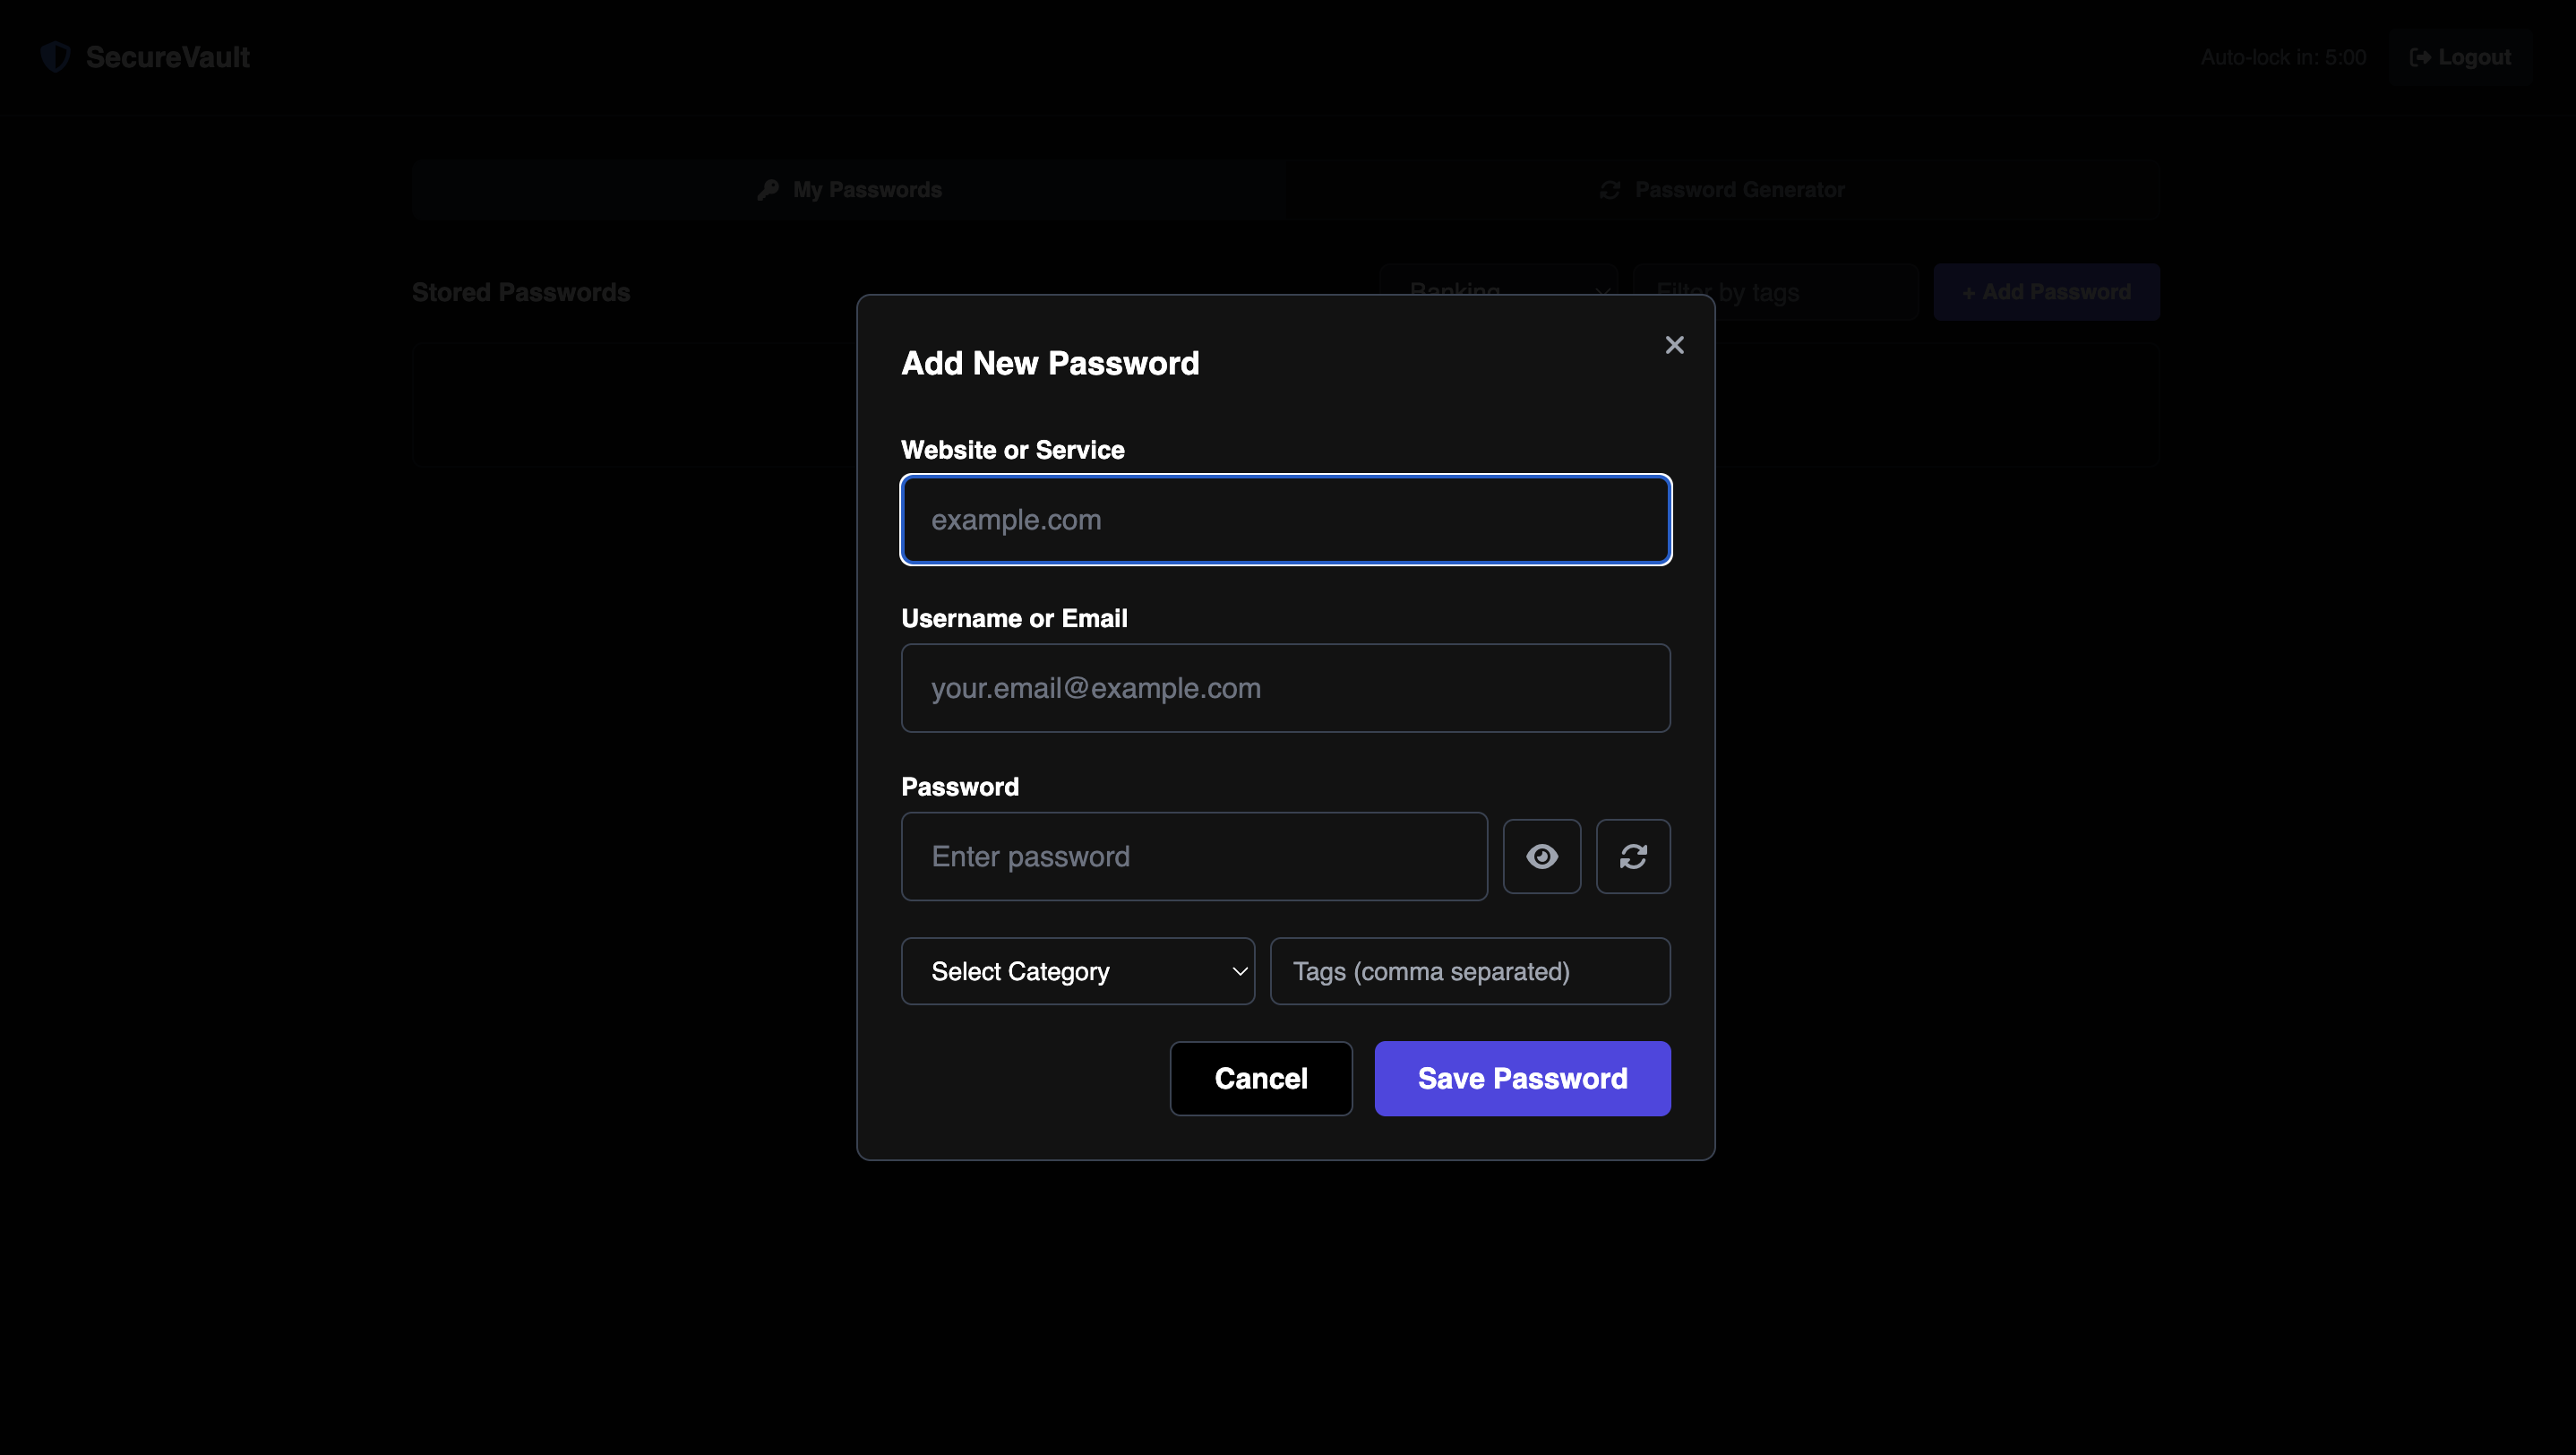 SecureVault
Auto-lock in: 5:00
Logout
My Passwords
Password Generator
Stored Passwords
Banking
Filter by tags
+ Add Password
Add New Password
Website or Service
example.com
Username or Email
your.email@example.com
Password
Enter password
Select Category
Tags (comma separated)
Cancel
Save Password